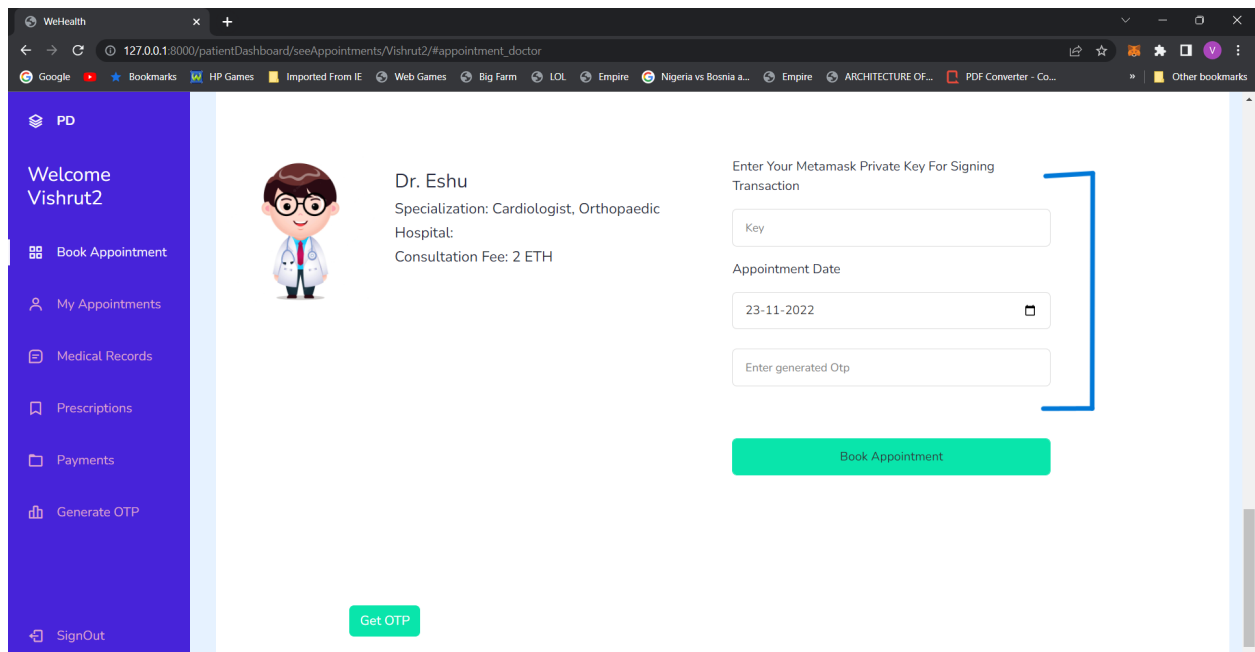 WeHealth
127.0.0.1:8000/patientDashboard/seeAppointments/Vishrut2/#appointment_doctor
V
Google
Bookmarks
HP Games
Imported From IE
Web Games
Big Farm
LOL
Empire
Nigeria vs Bosnia a...
Empire
ARCHITECTURE OF...
PDF Converter - Co...
»
Other bookmarks
PD
Welcome
Vishrut2
Book Appointment
My Appointments
Medical Records
Prescriptions
Payments
Generate OTP
SignOut
Dr. Eshu
Specialization: Cardiologist, Orthopaedic
Hospital:
Consultation Fee: 2 ETH
Enter Your Metamask Private Key For Signing
Transaction
Key
Appointment Date
23-11-2022
Enter generated Otp
Book Appointment
Get OTP